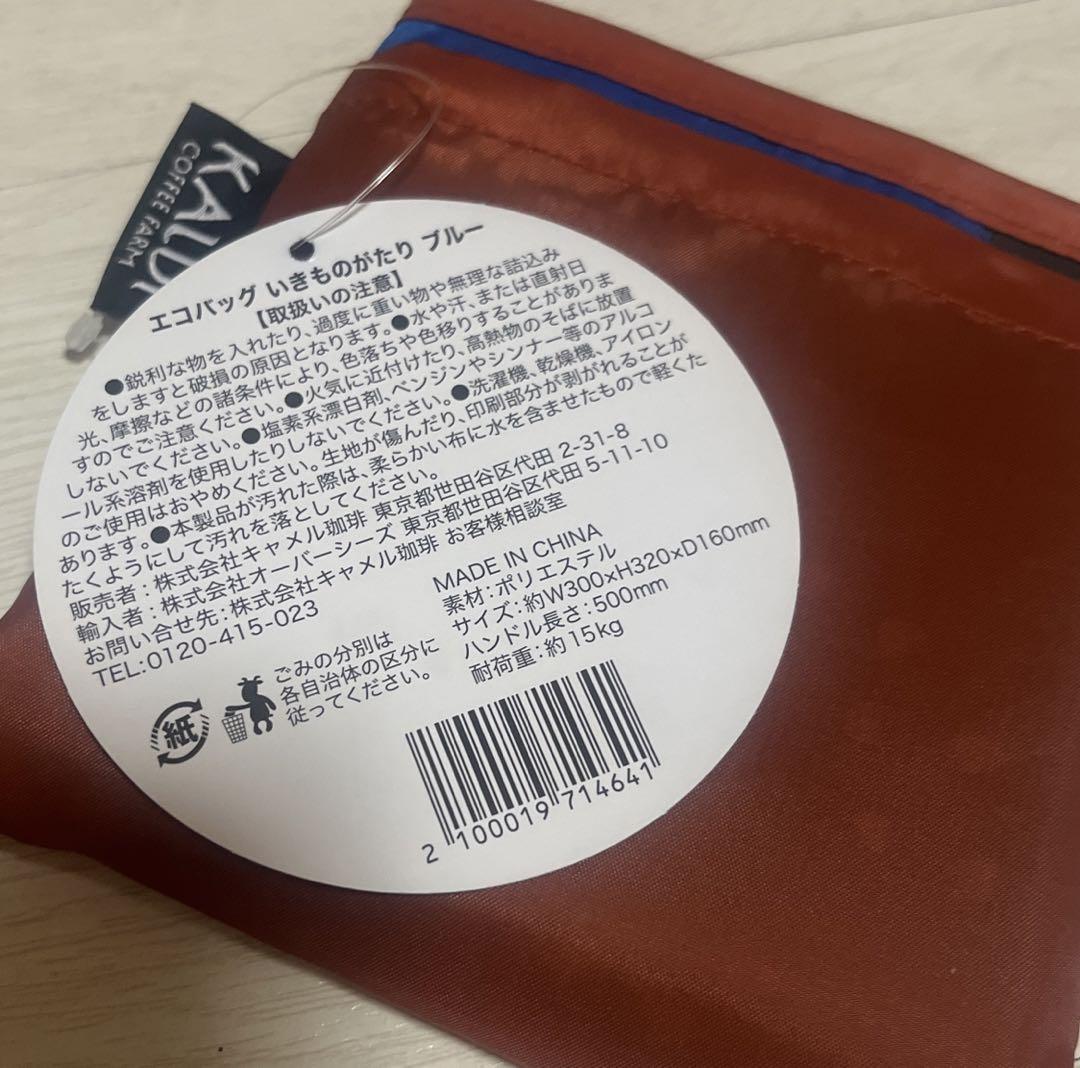 KALDI
COFFEE FARM
エコバッグ いきものがたり ブルー
【取扱いの注意】
●鋭利な物を入れたり、過度に重い物や無理な詰込み
をしますと破損の原因となります。●水や汗、または直射日
光、摩擦などの諸条件により、色落ちや色移りすることがありま
すのでご注意ください。●火気に近付けたり、高熱物のそばに放置
しないでください。●塩素系漂白剤、ベンジンやシンナー等のアルコ
ール系溶剤を使用したりしないでください。●洗濯機、乾燥機、アイロン
のご使用はおやめください。生地が傷んだり、印刷部分が剥がれることが
あります。●本製品が汚れた際は、柔らかい布に水を含ませたもので軽くた
たくようにして汚れを落としてください。
販売者：株式会社キャメル珈琲 東京都世田谷区代田 2-31-8
輸入者：株式会社オーバーシーズ 東京都世田谷区代田 5-11-10
お問い合せ先：株式会社キャメル珈琲 お客様相談室
TEL：0120-415-023
MADE IN CHINA
素材：ポリエステル
サイズ：約W300×H320×D160mm
ハンドル長さ：500mm
耐荷重：約15kg
紙
ごみの分別は
各自治体の区分に
従ってください。
2 100019 714641